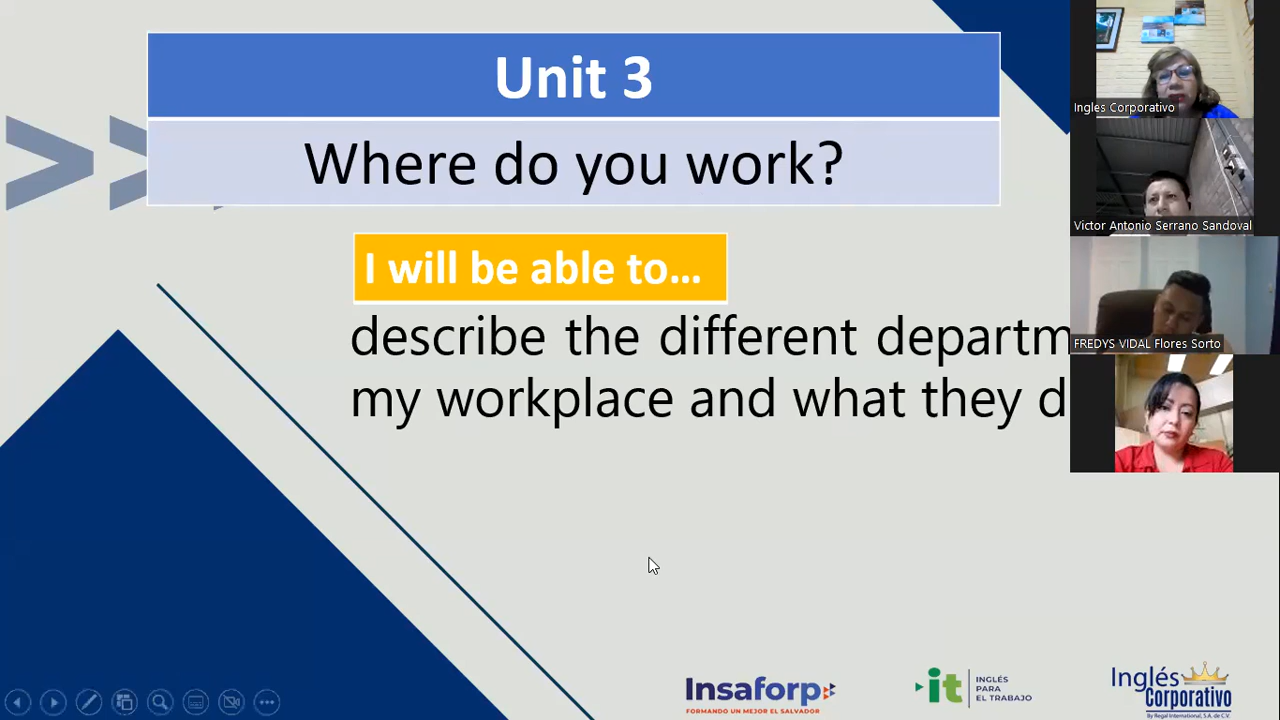 Unit 3
Where do you work?
I will be able to...
describe the different departm
my workplace and what they d
Ingles Corporativo
Victor Antonio Serrano Sandoval
FREDYS VIDAL Flores Sorto
Insaforp
FORMANDO UN MEJOR EL SALVADOR
it
INGLÉS
PARA
EL TRABAJO
Inglés
Corporativo
By Regal International, S.A. de C.V.